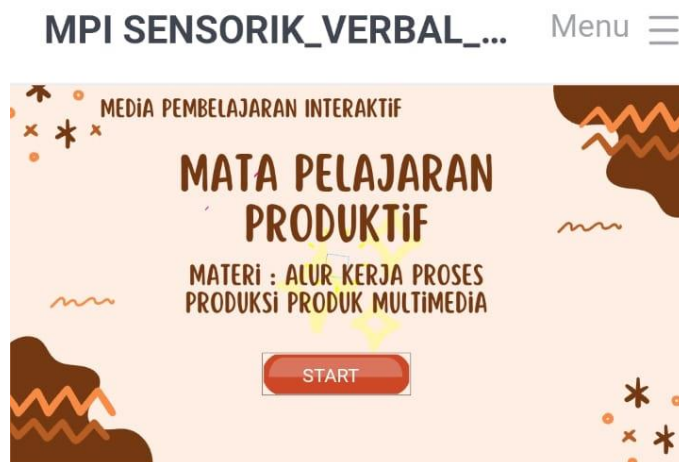 MPI SENSORIK_VERBAL_... Menu
MEDiA PEMBELAJARAN INTERAKTiF
MATA PELAJARAN
PRODUKTiF
MATERi : ALUR KERJA PROSES
PRODUKSi PRODUK MULTiMEDiA
START